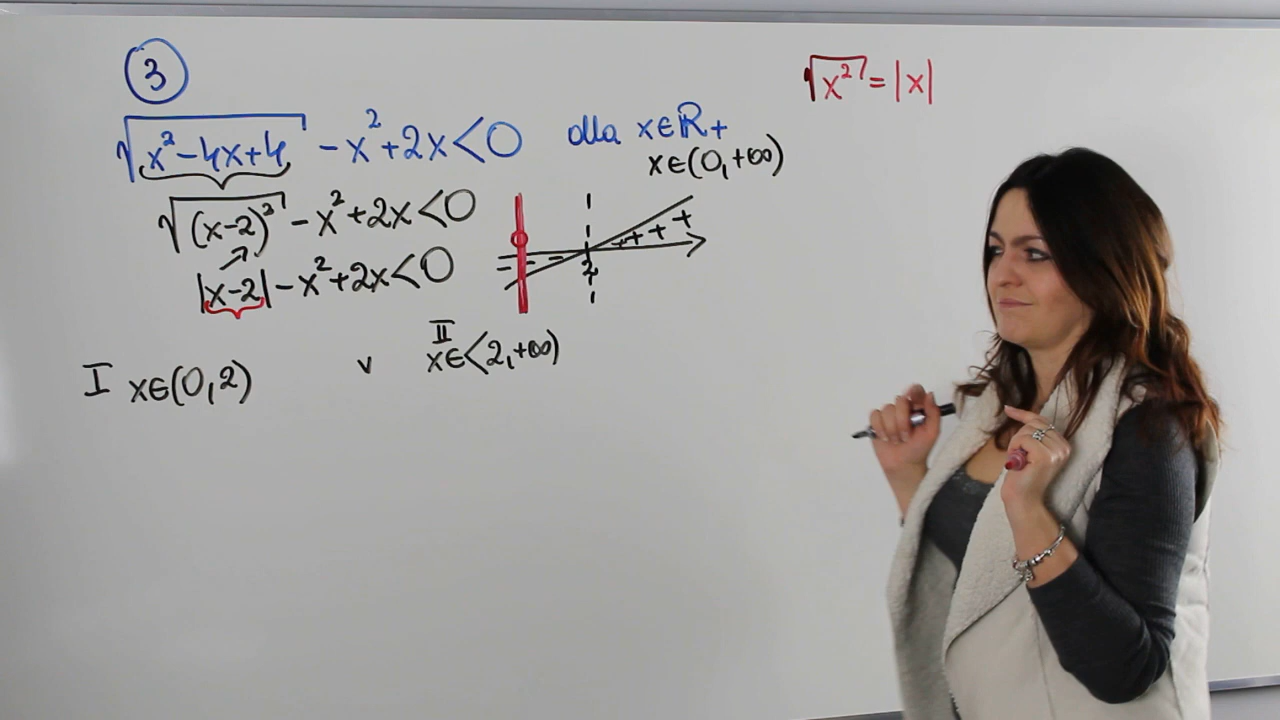 3
√(x²-4x+4) - x² + 2x < 0 dla x∈R+
x∈(0,+∞)
√((x-2)²) - x² + 2x < 0
|x-2| - x² + 2x < 0
- - - 2 + + + +
I x∈(0,2) v II x∈<2,+∞)
√(x²) = |x|